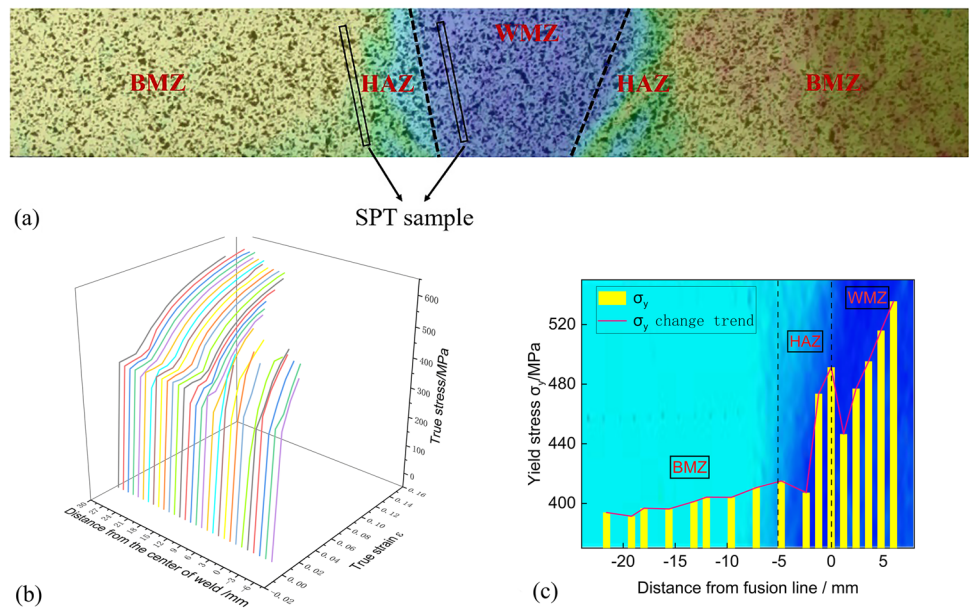 WMZ
BMZ
HAZ
HAZ
BMZ
SPT sample
(a)
600
500
400
300
200
100
0
True stress/MPa
0.16
0.14
0.12
0.10
0.08
0.06
0.04
0.02
0.00
-0.02
True strain ε
Distance from the center of weld /mm
(b)
520
480
440
400
Yield stress σy/MPa
σy
σy change trend
WMZ
HAZ
BMZ
-20
-15
-10
-5
0
5
Distance from fusion line / mm
(c)